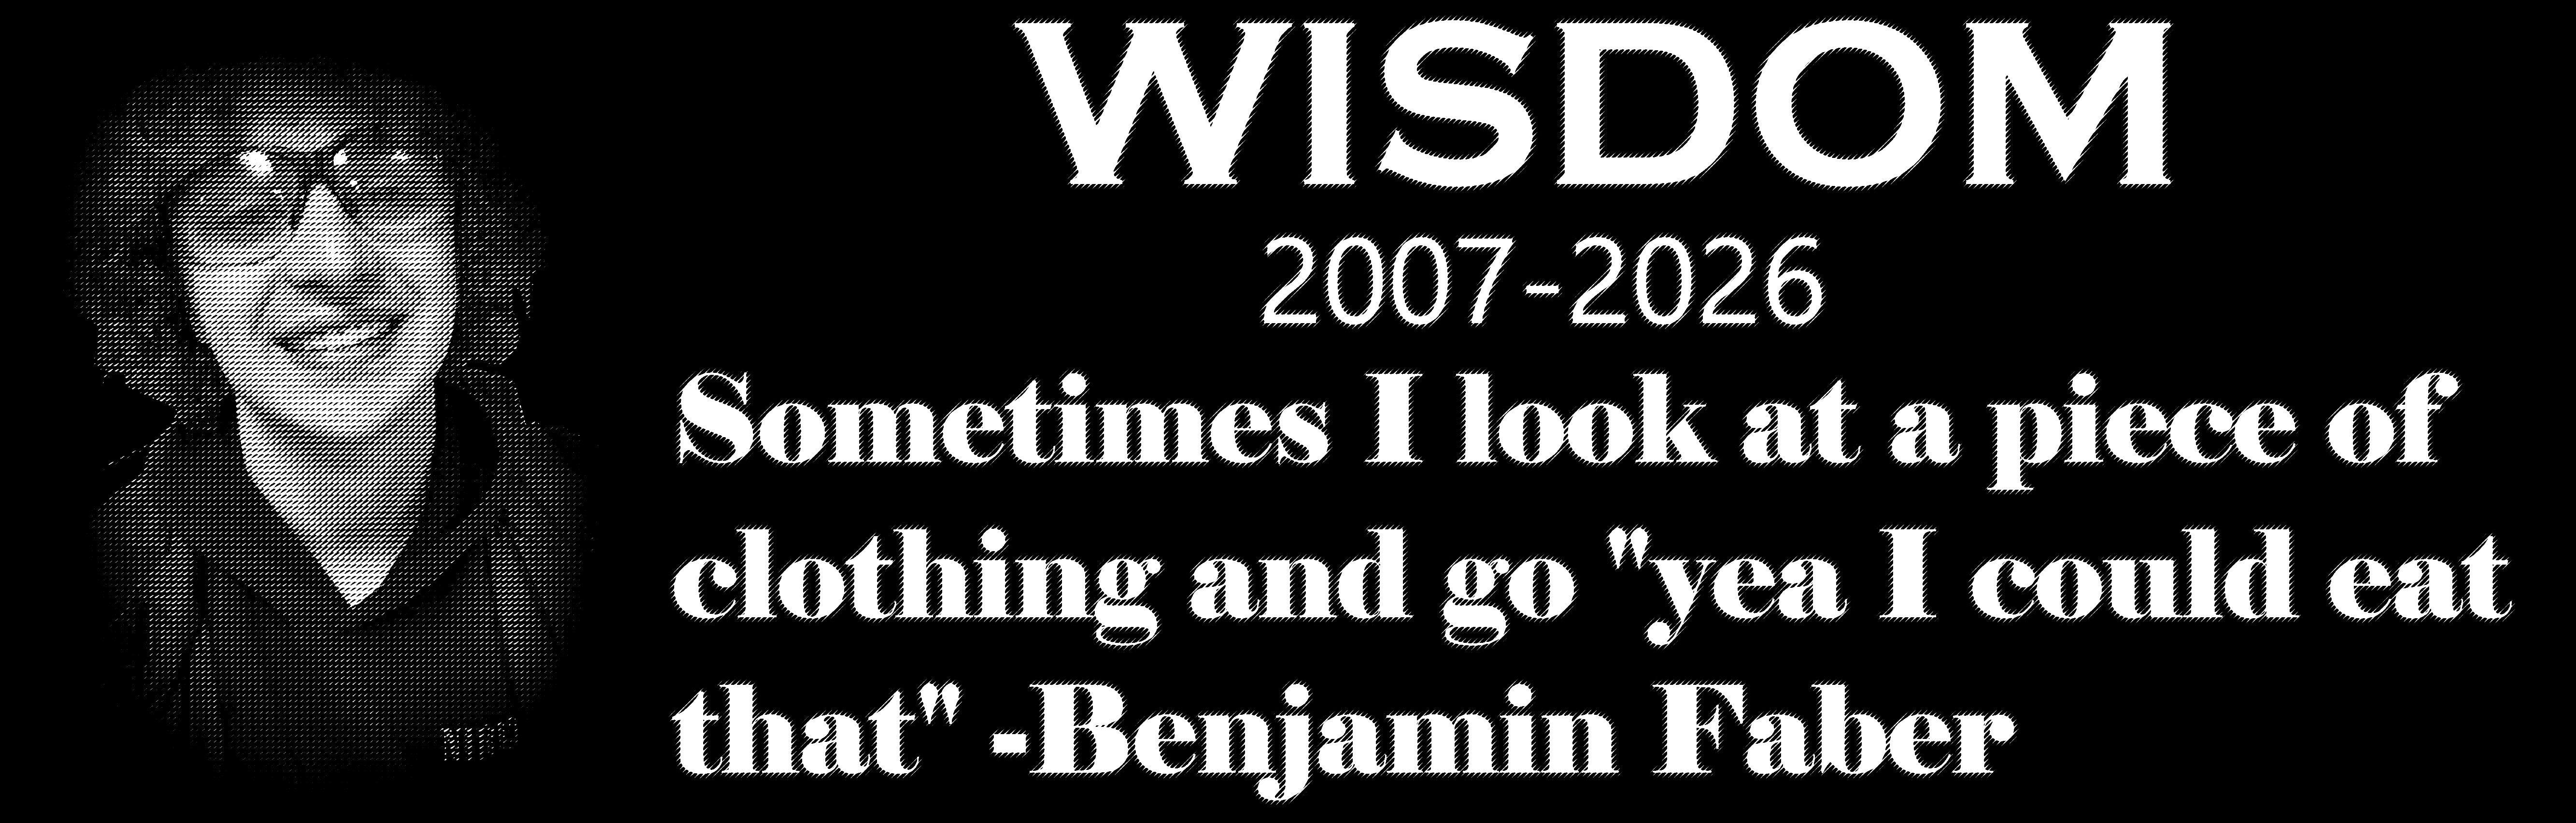 WISDOM
2007-2026
Sometimes I look at a piece of
clothing and go "yea I could eat
that" -Benjamin Faber